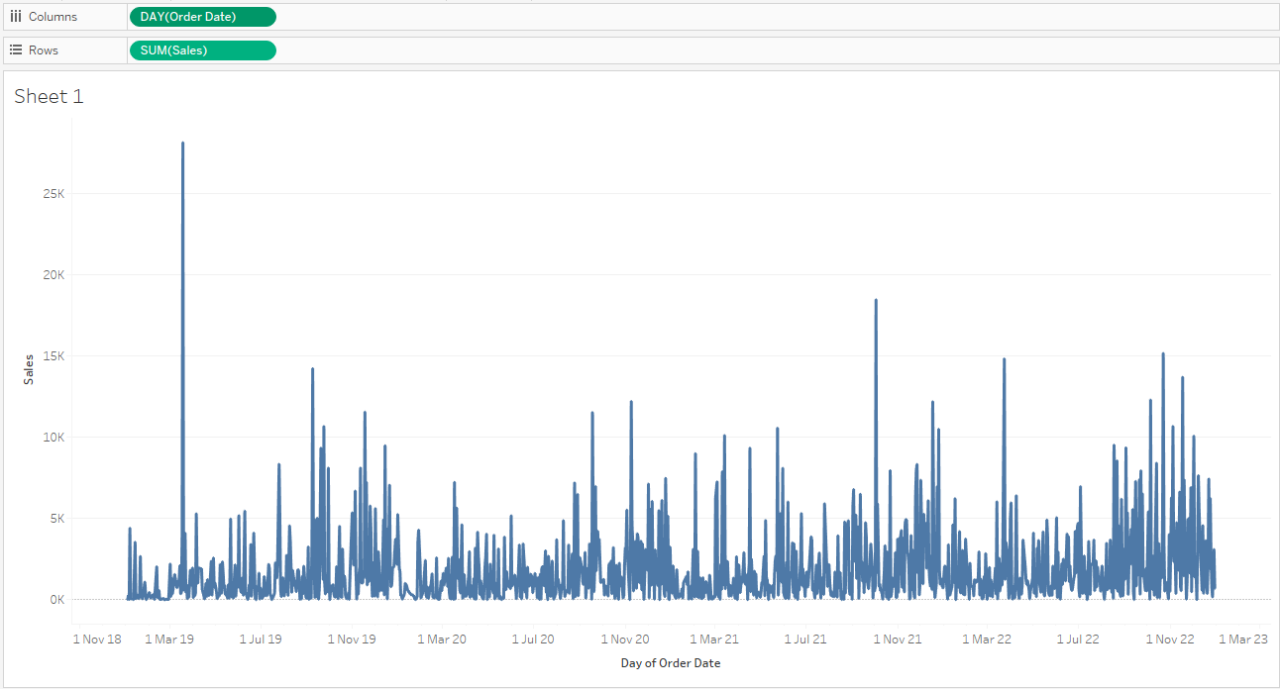 Columns DAY(Order Date)
Rows SUM(Sales)
Sheet 1
25K
20K
15K
10K
5K
0K
Sales
1 Nov 18 1 Mar 19 1 Jul 19 1 Nov 19 1 Mar 20 1 Jul 20 1 Nov 20 1 Mar 21 1 Jul 21 1 Nov 21 1 Mar 22 1 Jul 22 1 Nov 22 1 Mar 23
Day of Order Date